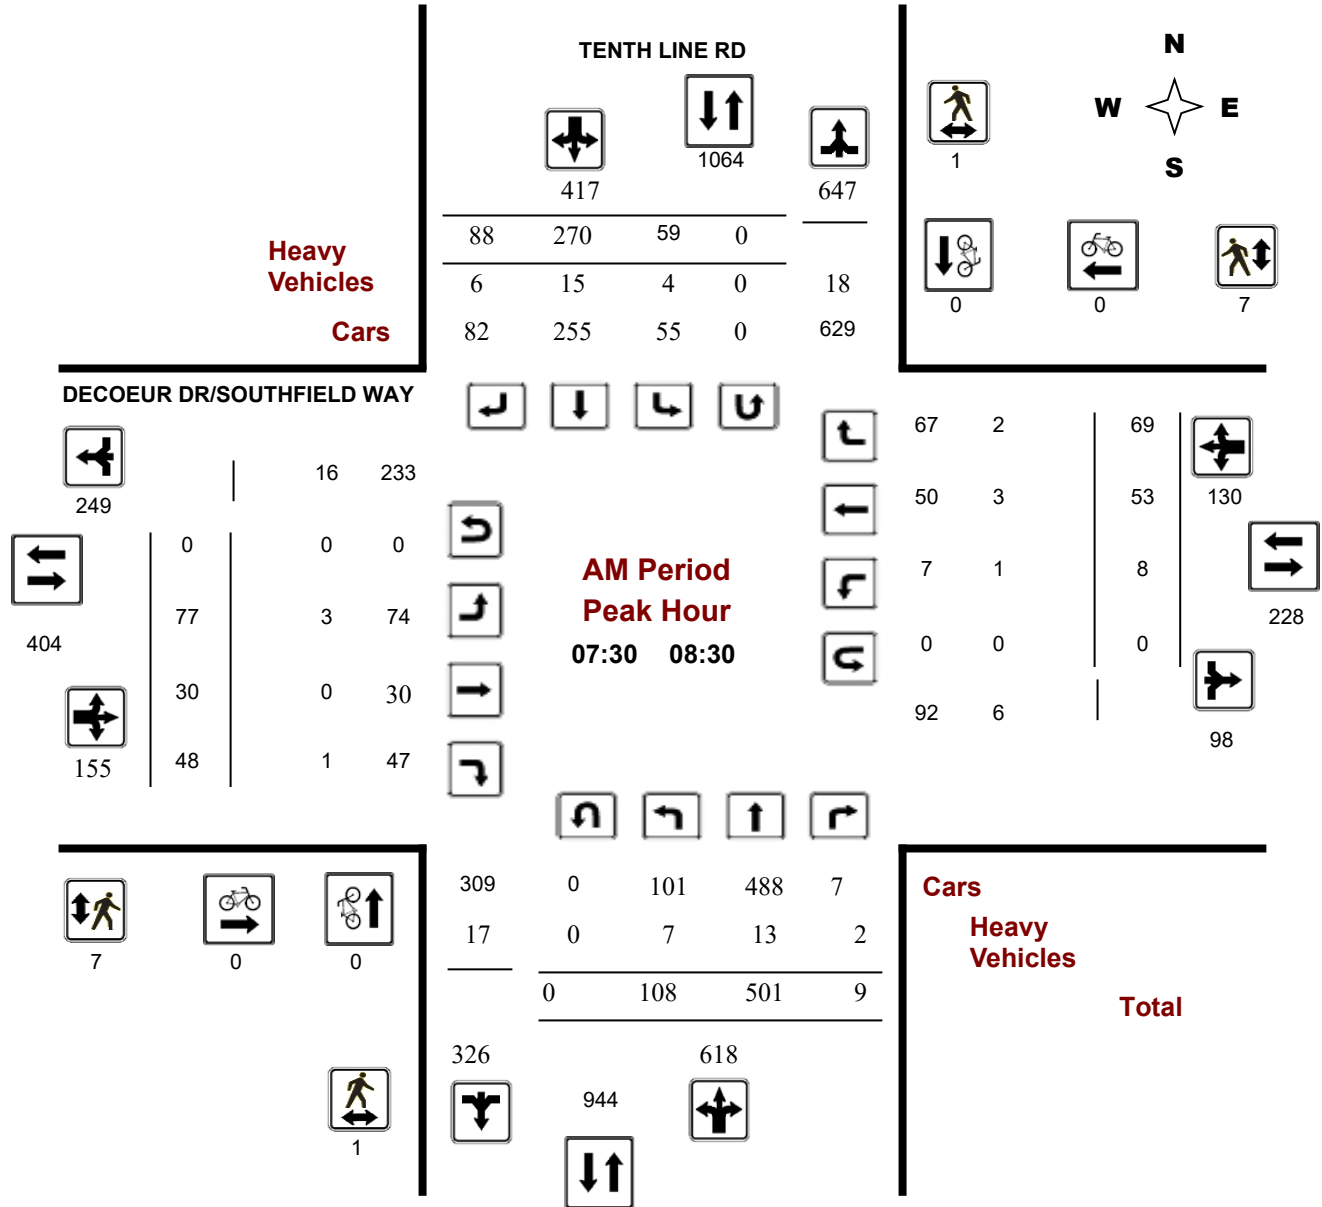 TENTH LINE RD
N
W E
S
1064
1
417 647
88 270 59 0
Heavy
Vehicles
6 15 4 0 18
0 0 7
Cars
82 255 55 0 629
DECOEUR DR/SOUTHFIELD WAY
67 2 69
16 233
249
50 3 53 130
0 0 0
AM Period
7 1 8
Peak Hour
77 3 74
228
404
07:30 08:30
0 0 0
30 0 30
92 6
98
155
48 1 47
309 0 101 488 7
Cars
17 0 7 13 2
Heavy
Vehicles
7 0 0
0 108 501 9
Total
326 618
944
1